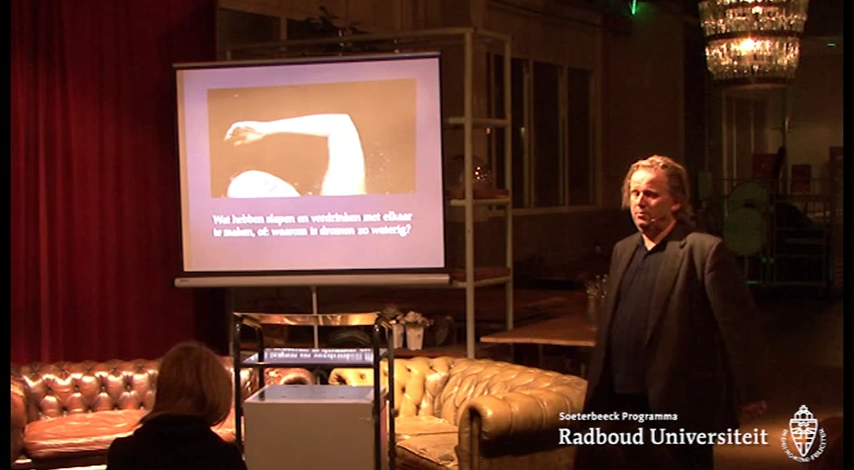 Wat hebben slapen en verdrinken met elkaar
te maken, of: waarom is dromen zo waterig?
Soeterbeeck Programma
Radboud Universiteit